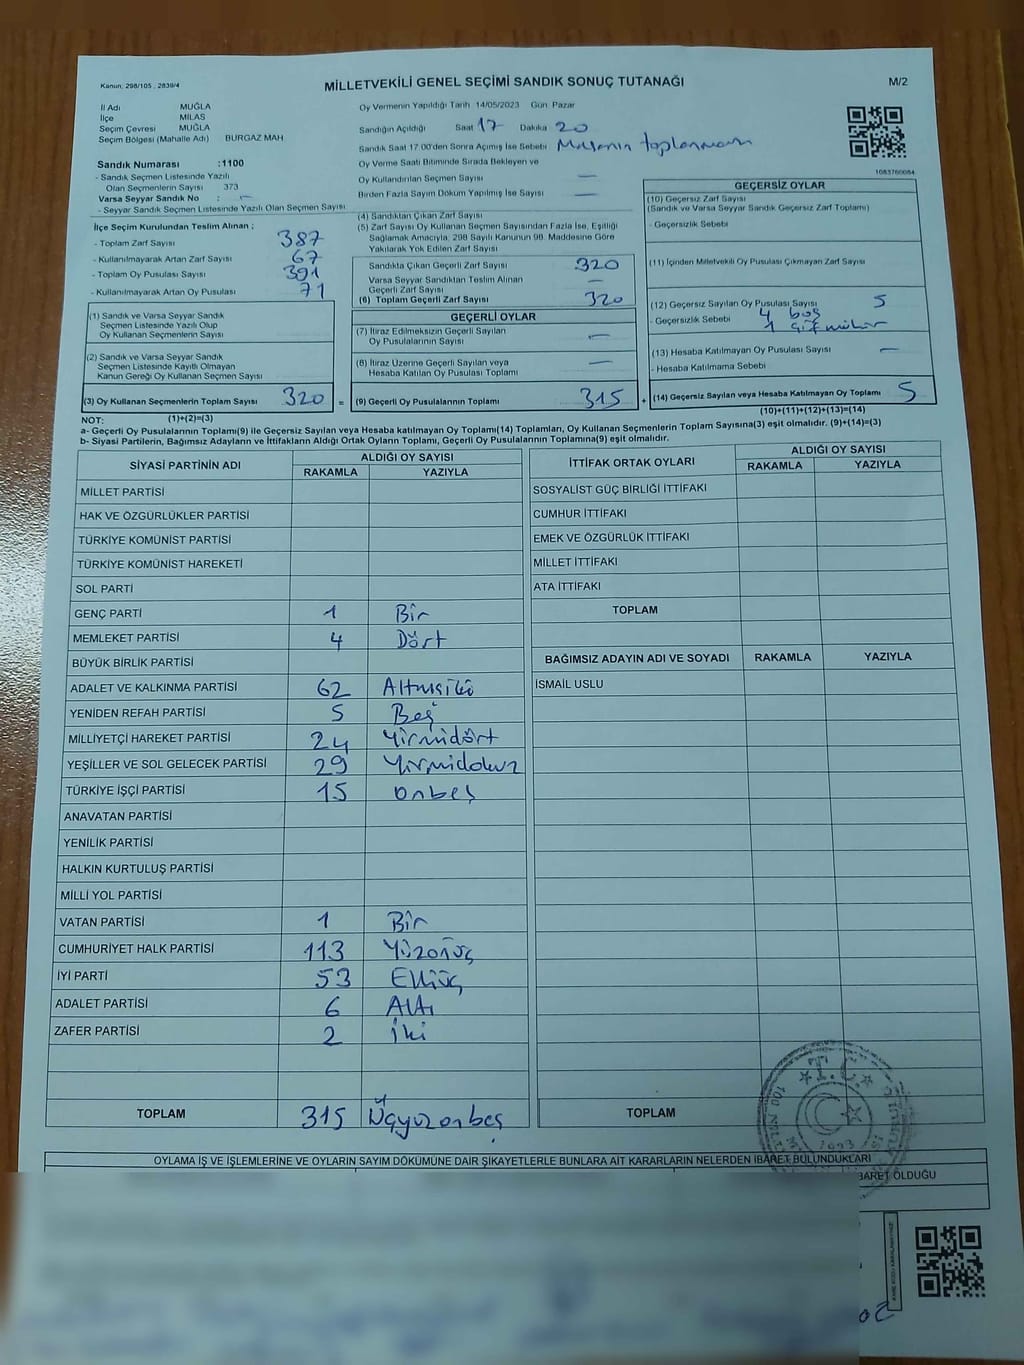 Kanun: 298/105 , 2839/4
MİLLETVEKİLİ GENEL SEÇİMİ SANDIK SONUÇ TUTANAĞI
M/2
İl Adı MUĞLA
İlçe MİLAS
Seçim Çevresi MUĞLA
Seçim Bölgesi (Mahalle Adı) BURGAZ MAH
Oy Vermenin Yapıldığı Tarih 14/05/2023 Gün Pazar
Sandığın Açıldığı Saat 17 Dakika 20
Sandık Saat 17:00'den Sonra Açımış İse Sebebi Masanın toplanması
Oy Verme Saati Bitiminde Sırada Bekleyen ve
Oy Kullandırılan Seçmen Sayısı —
Birden Fazla Sayım Döküm Yapılmış İse Sayısı —
1083760084
Sandık Numarası :1100
- Sandık Seçmen Listesinde Yazılı
Olan Seçmenlerin Sayısı 373
Varsa Seyyar Sandık No : —
- Seyyar Sandık Seçmen Listesinde Yazılı Olan Seçmen Sayısı
İlçe Seçim Kurulundan Teslim Alınan :
- Toplam Zarf Sayısı 387
- Kullanılmayarak Artan Zarf Sayısı 67
- Toplam Oy Pusulası Sayısı 391
- Kullanılmayarak Artan Oy Pusulası 71
(1) Sandık ve Varsa Seyyar Sandık
Seçmen Listesinde Yazılı Olup
Oy Kullanan Seçmenlerin Sayısı
(2) Sandık ve Varsa Seyyar Sandık
Seçmen Listesinde Kayıtlı Olmayan
Kanun Gereği Oy Kullanan Seçmen Sayısı
(3) Oy Kullanan Seçmenlerin Toplam Sayısı 320 =
(4) Sandıktan Çıkan Zarf Sayısı
(5) Zarf Sayısı Oy Kullanan Seçmen Sayısından Fazla İse, Eşitliği
Sağlamak Amacıyla, 298 Sayılı Kanunun 98. Maddesine Göre
Yakılarak Yok Edilen Zarf Sayısı
Sandıkta Çıkan Geçerli Zarf Sayısı 320
Varsa Seyyar Sandıktan Teslim Alınan
Geçerli Zarf Sayısı —
(6) Toplam Geçerli Zarf Sayısı 320
GEÇERLİ OYLAR
(7) İtiraz Edilmeksizin Geçerli Sayılan
Oy Pusulalarının Sayısı —
(8) İtiraz Üzerine Geçerli Sayılan veya
Hesaba Katılan Oy Pusulası Toplamı —
(9) Geçerli Oy Pusulalarının Toplamı 315 +
GEÇERSİZ OYLAR
(10) Geçersiz Zarf Sayısı
(Sandık ve Varsa Seyyar Sandık Geçersiz Zarf Toplamı)
- Geçersizlik Sebebi
(11) İçinden Milletvekili Oy Pusulası Çıkmayan Zarf Sayısı
(12) Geçersiz Sayılan Oy Pusulası Sayısı 5
- Geçersizlik Sebebi 4 boş
1 çift mühür
(13) Hesaba Katılmayan Oy Pusulası Sayısı —
- Hesaba Katılmama Sebebi
(14) Geçersiz Sayılan veya Hesaba Katılmayan Oy Toplamı 5
NOT: (1)+(2)=(3)
(10)+(11)+(12)+(13)=(14)
a- Geçerli Oy Pusulalarının Toplamı(9) ile Geçersiz Sayılan veya Hesaba katılmayan Oy Toplamı(14) Toplamları, Oy Kullanan Seçmenlerin Toplam Sayısına(3) eşit olmalıdır. (9)+(14)=(3)
b- Siyasi Partilerin, Bağımsız Adayların ve İttifakların Aldığı Ortak Oyların Toplamı, Geçerli Oy Pusulalarının Toplamına(9) eşit olmalıdır.
SİYASİ PARTİNİN ADI ALDIĞI OY SAYISI
RAKAMLA YAZIYLA
MİLLET PARTİSİ
HAK VE ÖZGÜRLÜKLER PARTİSİ
TÜRKİYE KOMÜNİST PARTİSİ
TÜRKİYE KOMÜNİST HAREKETİ
SOL PARTİ
GENÇ PARTİ 1 Bir
MEMLEKET PARTİSİ 4 Dört
BÜYÜK BİRLİK PARTİSİ
ADALET VE KALKINMA PARTİSİ 62 Altmışiki
YENİDEN REFAH PARTİSİ 5 Beş
MİLLİYETÇİ HAREKET PARTİSİ 24 Yirmidört
YEŞİLLER VE SOL GELECEK PARTİSİ 29 Yirmidokuz
TÜRKİYE İŞÇİ PARTİSİ 15 onbeş
ANAVATAN PARTİSİ
YENİLİK PARTİSİ
HALKIN KURTULUŞ PARTİSİ
MİLLİ YOL PARTİSİ
VATAN PARTİSİ 1 Bir
CUMHURİYET HALK PARTİSİ 113 Yüzonüç
İYİ PARTİ 53 Elliüç
ADALET PARTİSİ 6 Altı
ZAFER PARTİSİ 2 İki
TOPLAM 315 Üçyüzonbeş
İTTİFAK ORTAK OYLARI ALDIĞI OY SAYISI
RAKAMLA YAZIYLA
SOSYALİST GÜÇ BİRLİĞİ İTTİFAKI
CUMHUR İTTİFAKI
EMEK VE ÖZGÜRLÜK İTTİFAKI
MİLLET İTTİFAKI
ATA İTTİFAKI
TOPLAM
BAĞIMSIZ ADAYIN ADI VE SOYADI RAKAMLA YAZIYLA
İSMAİL USLU
TOPLAM
T.C.
OYLAMA İŞ VE İŞLEMLERİNE VE OYLARIN SAYIM DÖKÜMÜNE DAİR ŞİKAYETLERLE BUNLARA AİT KARARLARIN NELERDEN İBARET BULUNDUKLARI
BARET OLDUĞU